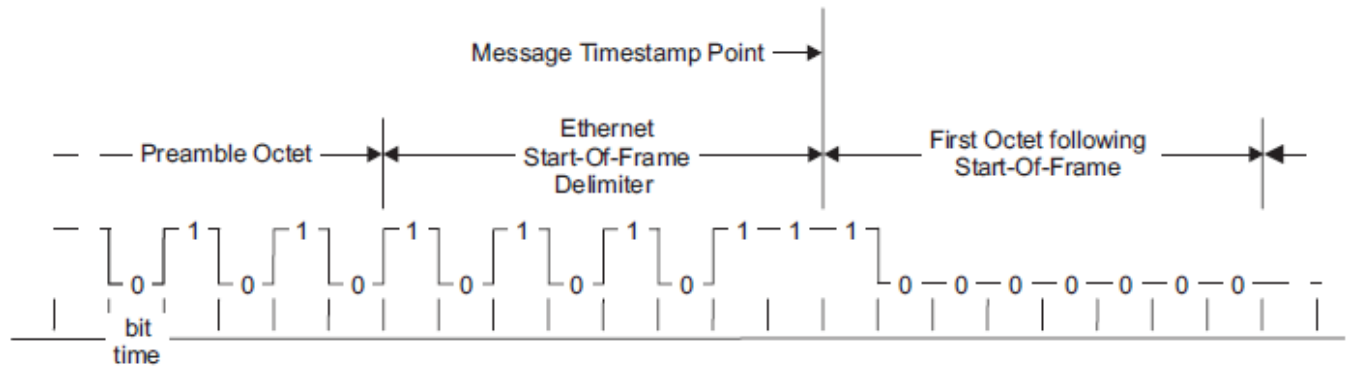 Message Timestamp Point
Preamble Octet
Ethernet
Start-Of-Frame
Delimiter
First Octet following
Start-Of-Frame
0 1 0 1 0 1 0 1 0 1 0 1 1 1 0 0 0 0 0 0 0
bit
time